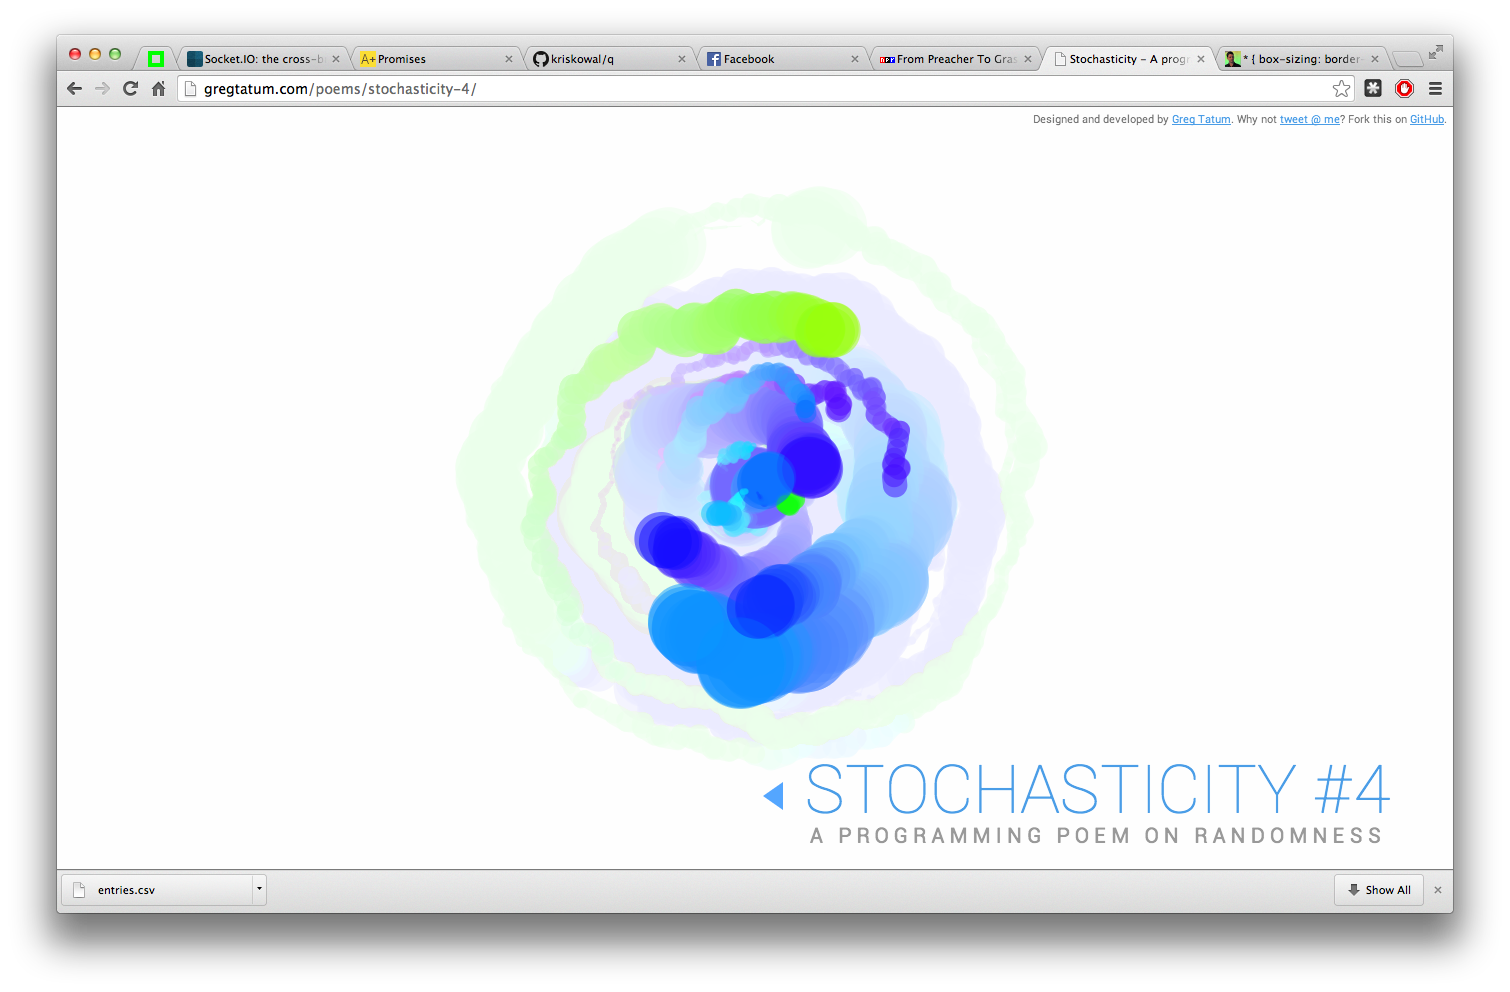 Socket.IO: the cross-b
A+ Promises
kriskowal/q
Facebook
npr From Preacher To Gras
Stochasticity - A progr
* { box-sizing: border-
gregtatum.com/poems/stochasticity-4/
Designed and developed by Greg Tatum. Why not tweet @ me? Fork this on GitHub.
STOCHASTICITY #4
A PROGRAMMING POEM ON RANDOMNESS
entries.csv
Show All